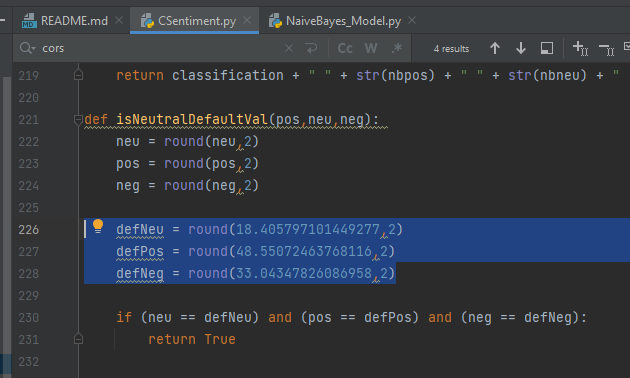 README.md CSentiment.py NaiveBayes_Model.py
cors Cc W .* 4 results
219 return classification + " " + str(nbpos) + " " + str(nbneu) + "
220
221 def isNeutralDefaultVal(pos,neu,neg):
222 neu = round(neu,2)
223 pos = round(pos,2)
224 neg = round(neg,2)
225
226 defNeu = round(18.405797101449277,2)
227 defPos = round(48.55072463768116,2)
228 defNeg = round(33.04347826086958,2)
229
230 if (neu == defNeu) and (pos == defPos) and (neg == defNeg):
231 return True
232